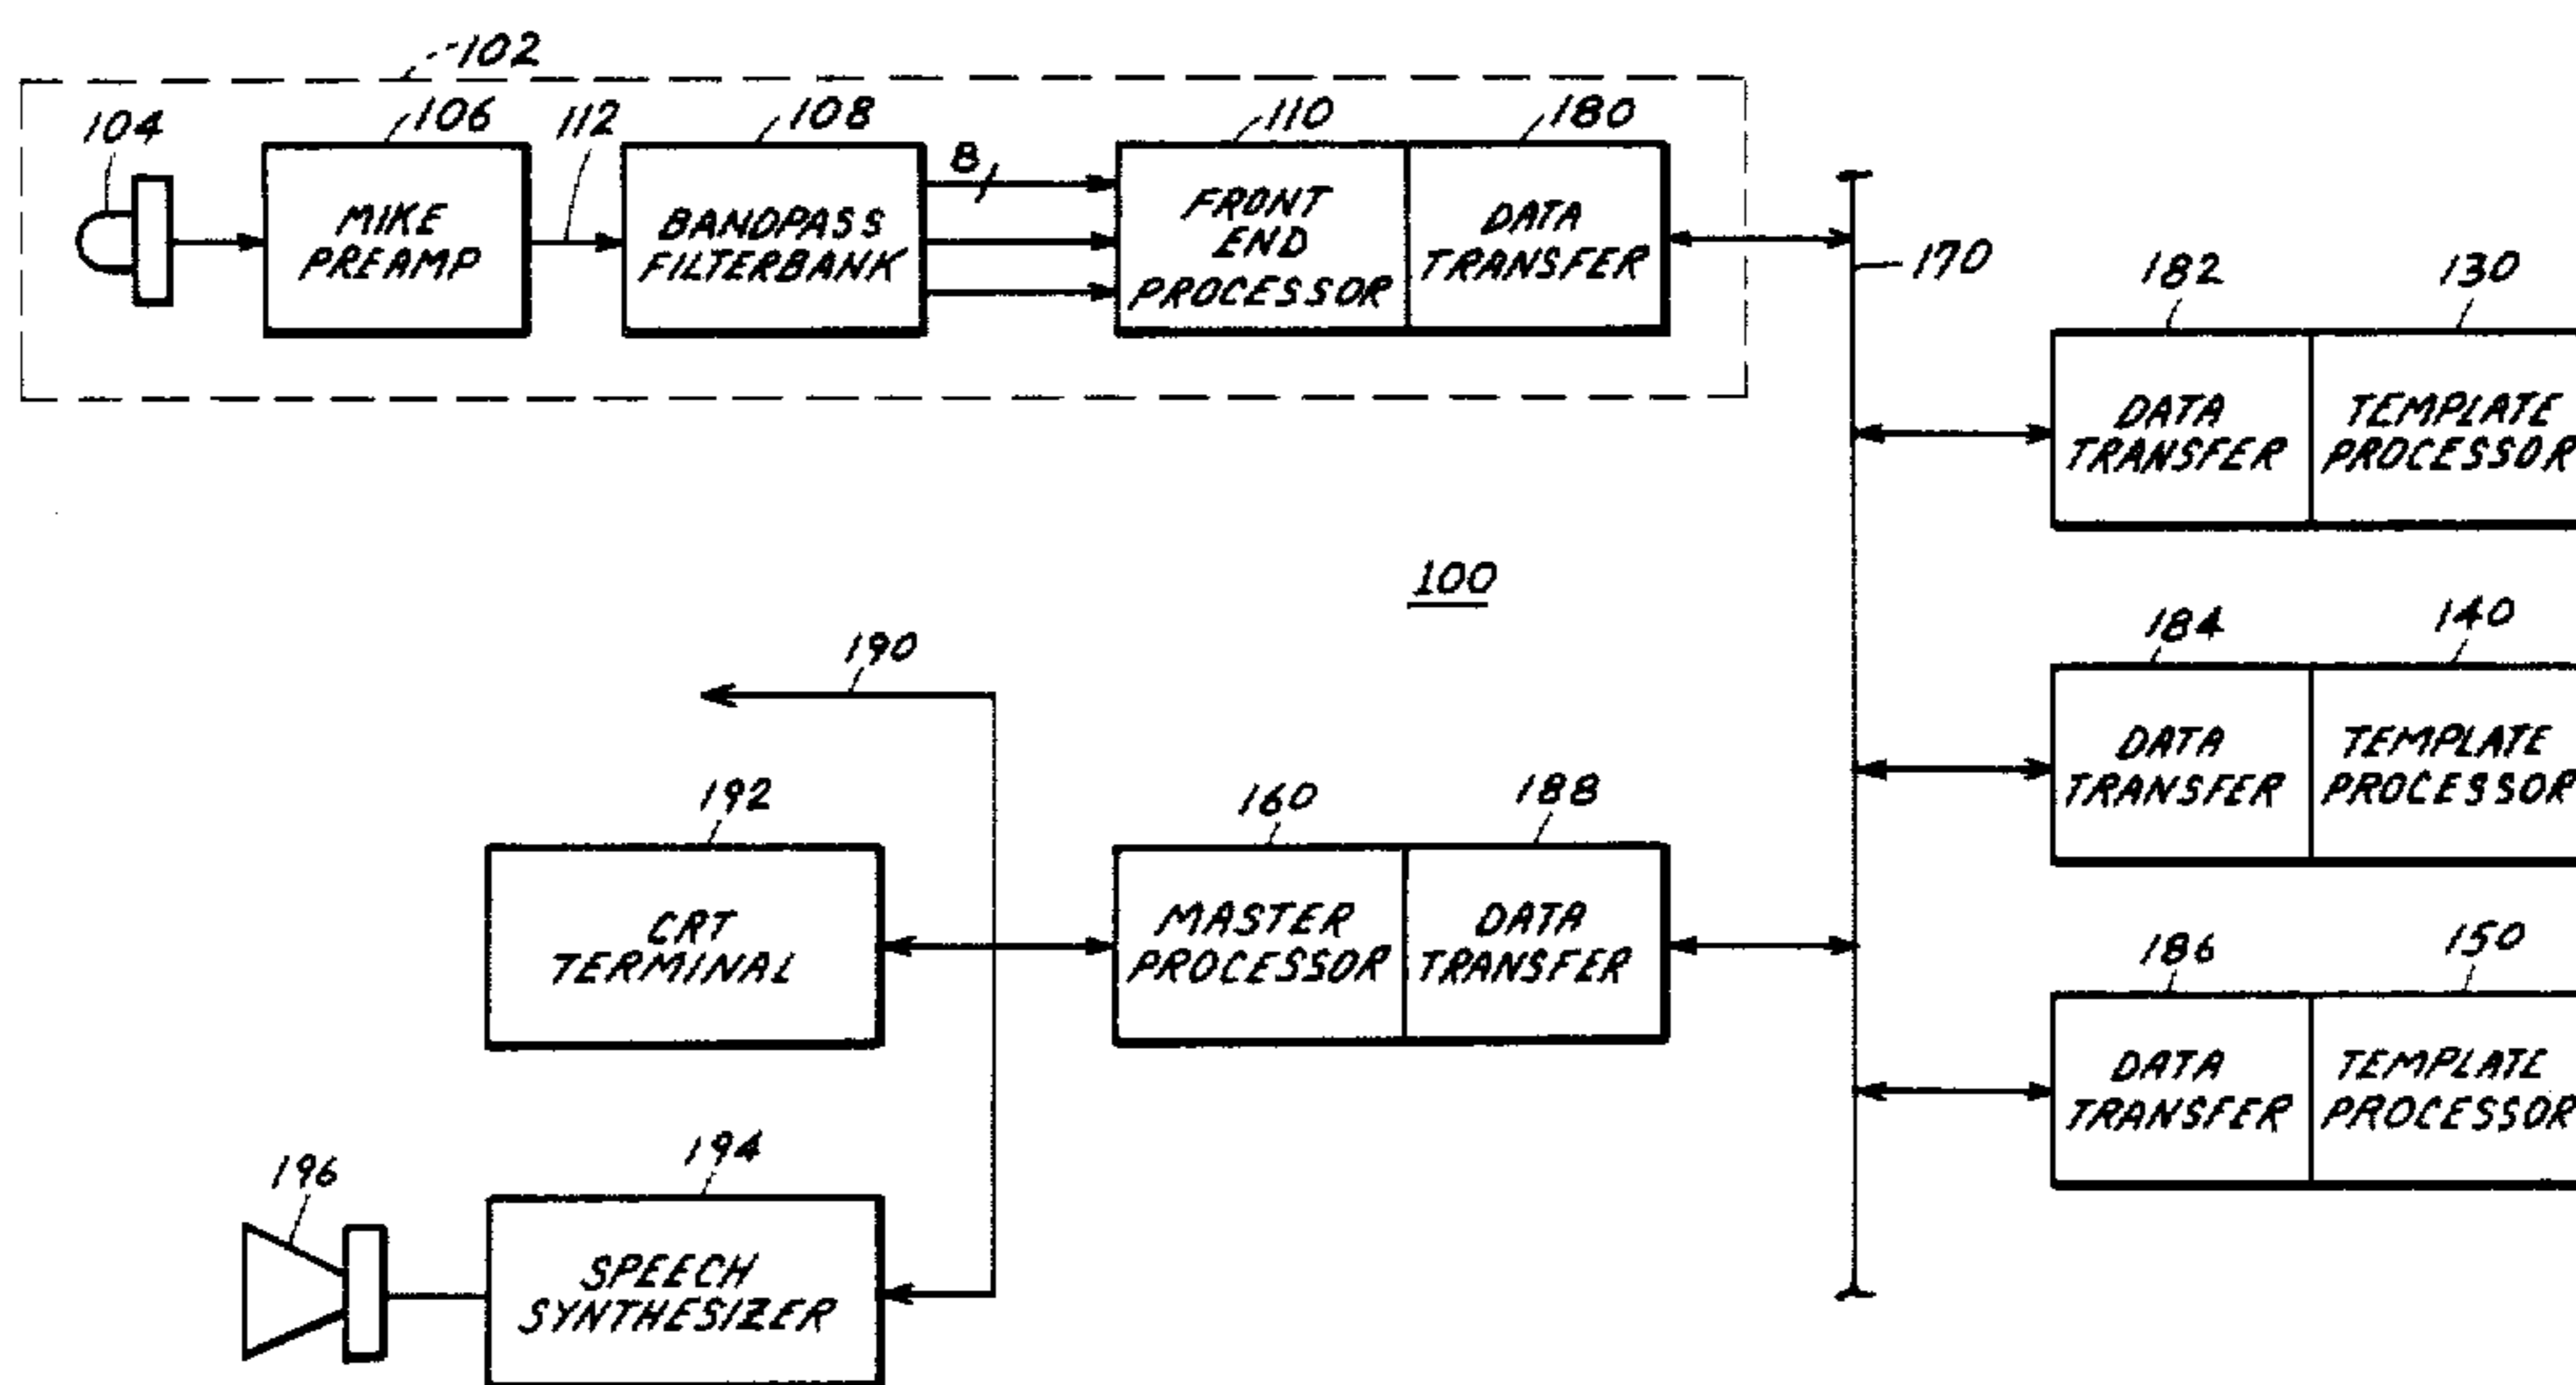 102
104
106
112
108
8
110
180
MIKE
PREAMP
BANDPASS
FILTERBANK
FRONT
END
PROCESSOR
DATA
TRANSFER
170
182
130
DATA
TRANSFER
TEMPLATE
PROCESSOR
100
184
140
DATA
TRANSFER
TEMPLATE
PROCESSOR
190
192
160
188
CRT
TERMINAL
MASTER
PROCESSOR
DATA
TRANSFER
186
150
DATA
TRANSFER
TEMPLATE
PROCESSOR
196
194
SPEECH
SYNTHESIZER